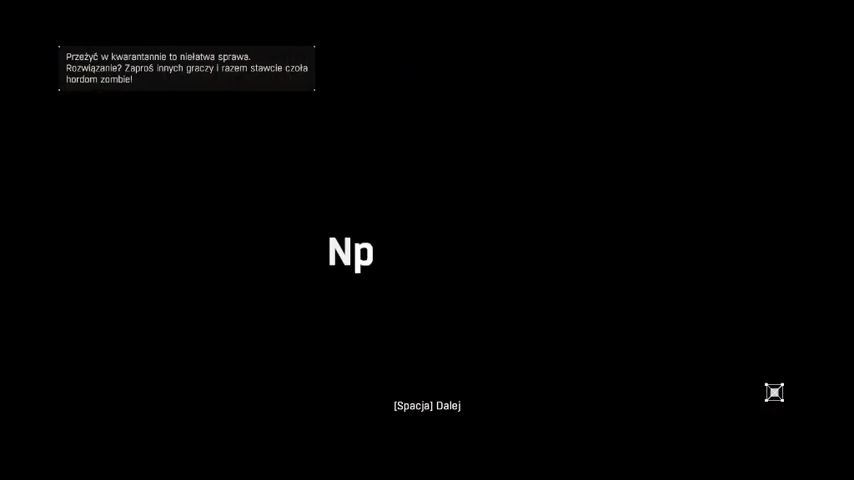 Przeżyć w kwarantannie to niełatwa sprawa.
Rozwiązanie? Zaproś innych graczy i razem stawcie czoła
hordom zombie!
Np
[Spacja] Dalej